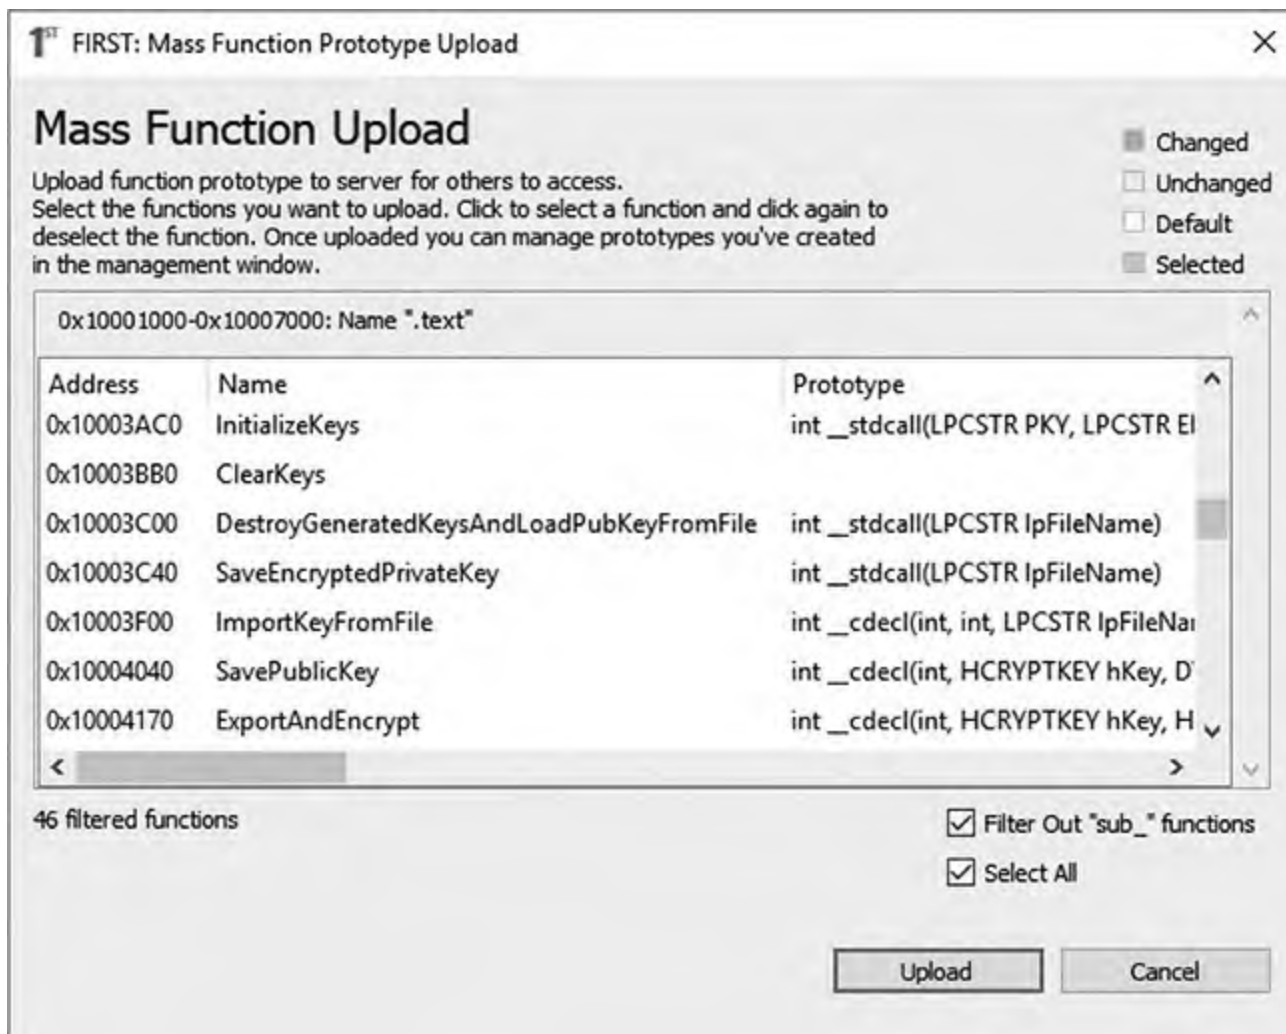 1ST FIRST: Mass Function Prototype Upload
Mass Function Upload
Changed
Unchanged
Default
Selected
Upload function prototype to server for others to access.
Select the functions you want to upload. Click to select a function and click again to
deselect the function. Once uploaded you can manage prototypes you've created
in the management window.
0x10001000-0x10007000: Name ".text"
Address Name Prototype
0x10003AC0 InitializeKeys int __stdcall(LPCSTR PKY, LPCSTR
0x10003BB0 ClearKeys
0x10003C00 DestroyGeneratedKeysAndLoadPubKeyFromFile int __stdcall(LPCSTR lpFileName)
0x10003C40 SaveEncryptedPrivateKey int __stdcall(LPCSTR lpFileName)
0x10003F00 ImportKeyFromFile int __cdecl(int, int, LPCSTR
0x10004040 SavePublicKey int __cdecl(int, HCRYPTKEY hKey,
0x10004170 ExportAndEncrypt int __cdecl(int, HCRYPTKEY hKey, H
46 filtered functions
Filter Out "sub_" functions
Select All
Upload Cancel